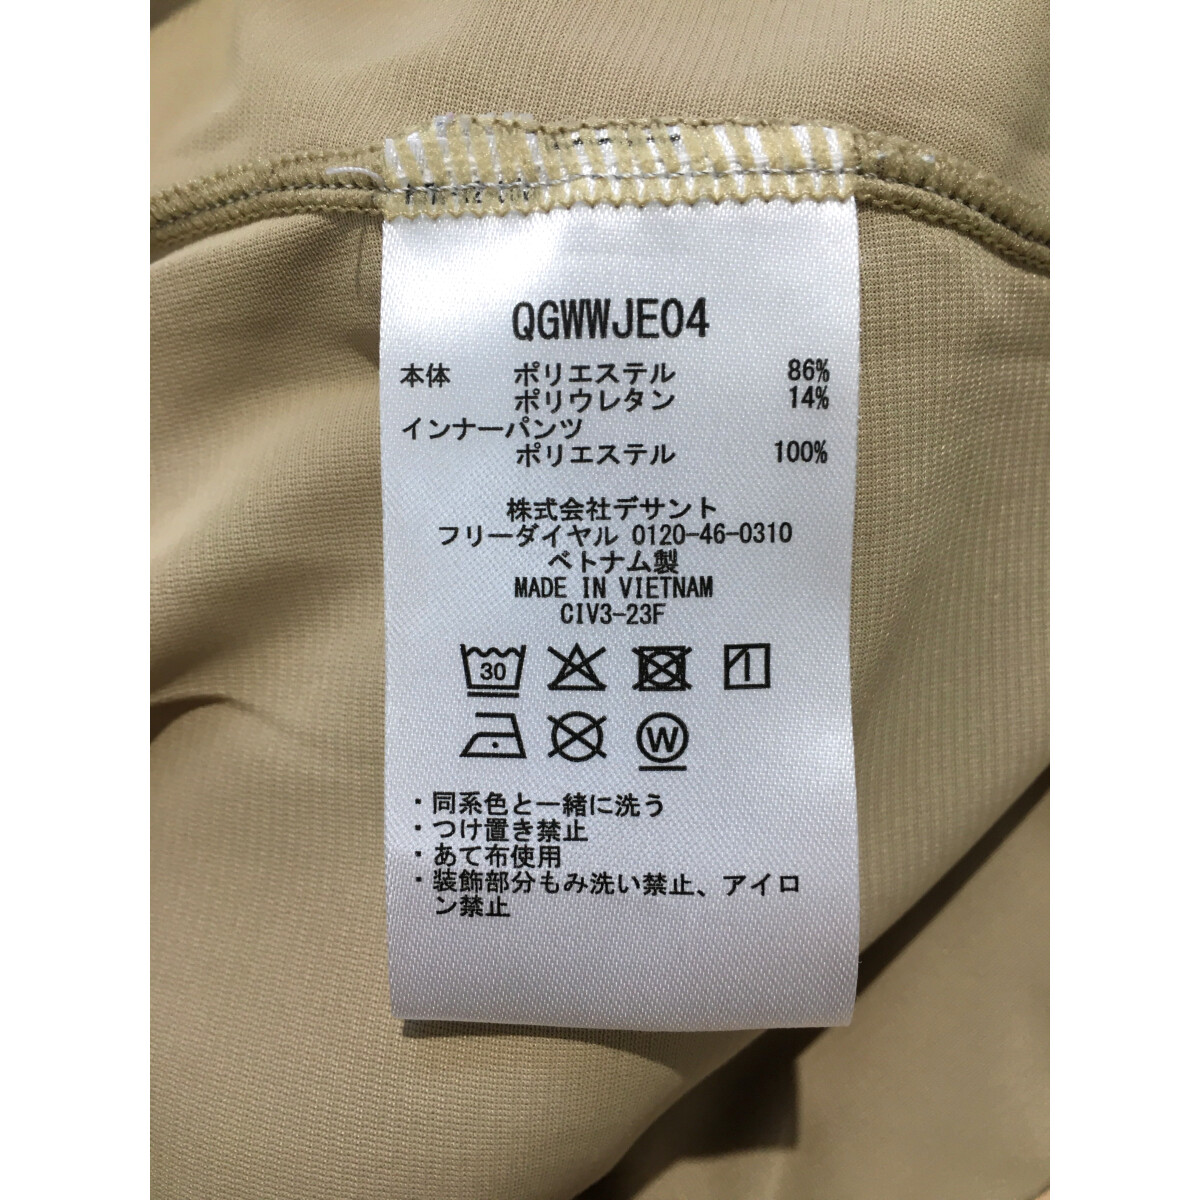 QGWWJE04
本体 ポリエステル 86%
ポリウレタン 14%
インナーパンツ
ポリエステル 100%
株式会社デサント
フリーダイヤル 0120-46-0310
ベトナム製
MADE IN VIETNAM
CIV3-23F
30
W
・同系色と一緒に洗う
・つけ置き禁止
・あて布使用
・装飾部分もみ洗い禁止、アイロ
ン禁止